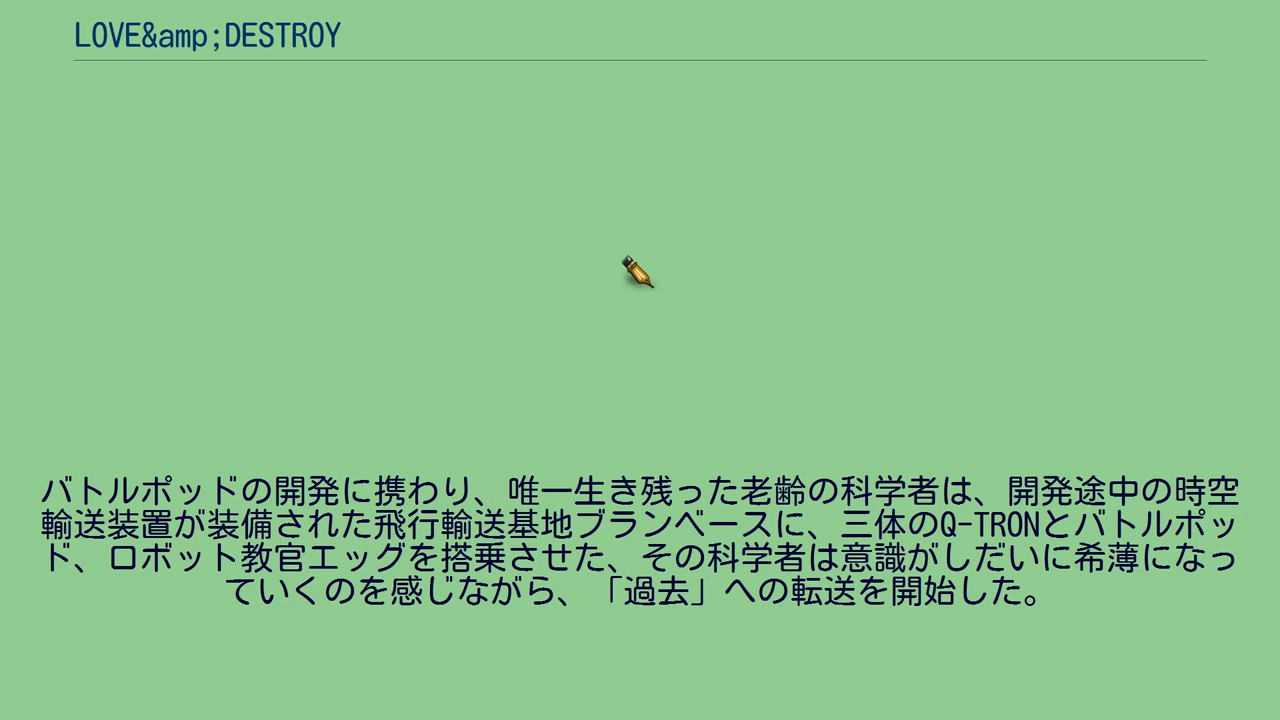 LOVE&amp;DESTROY
バトルポッドの開発に携わり、唯一生き残った老齢の科学者は、開発途中の時空
輸送装置が装備された飛行輸送基地ブランベースに、三体のQ-TRONとバトルポッ
ド、ロボット教官エッグを搭乗させた、その科学者は意識がしだいに希薄になっ
ていくのを感じながら、「過去」への転送を開始した。